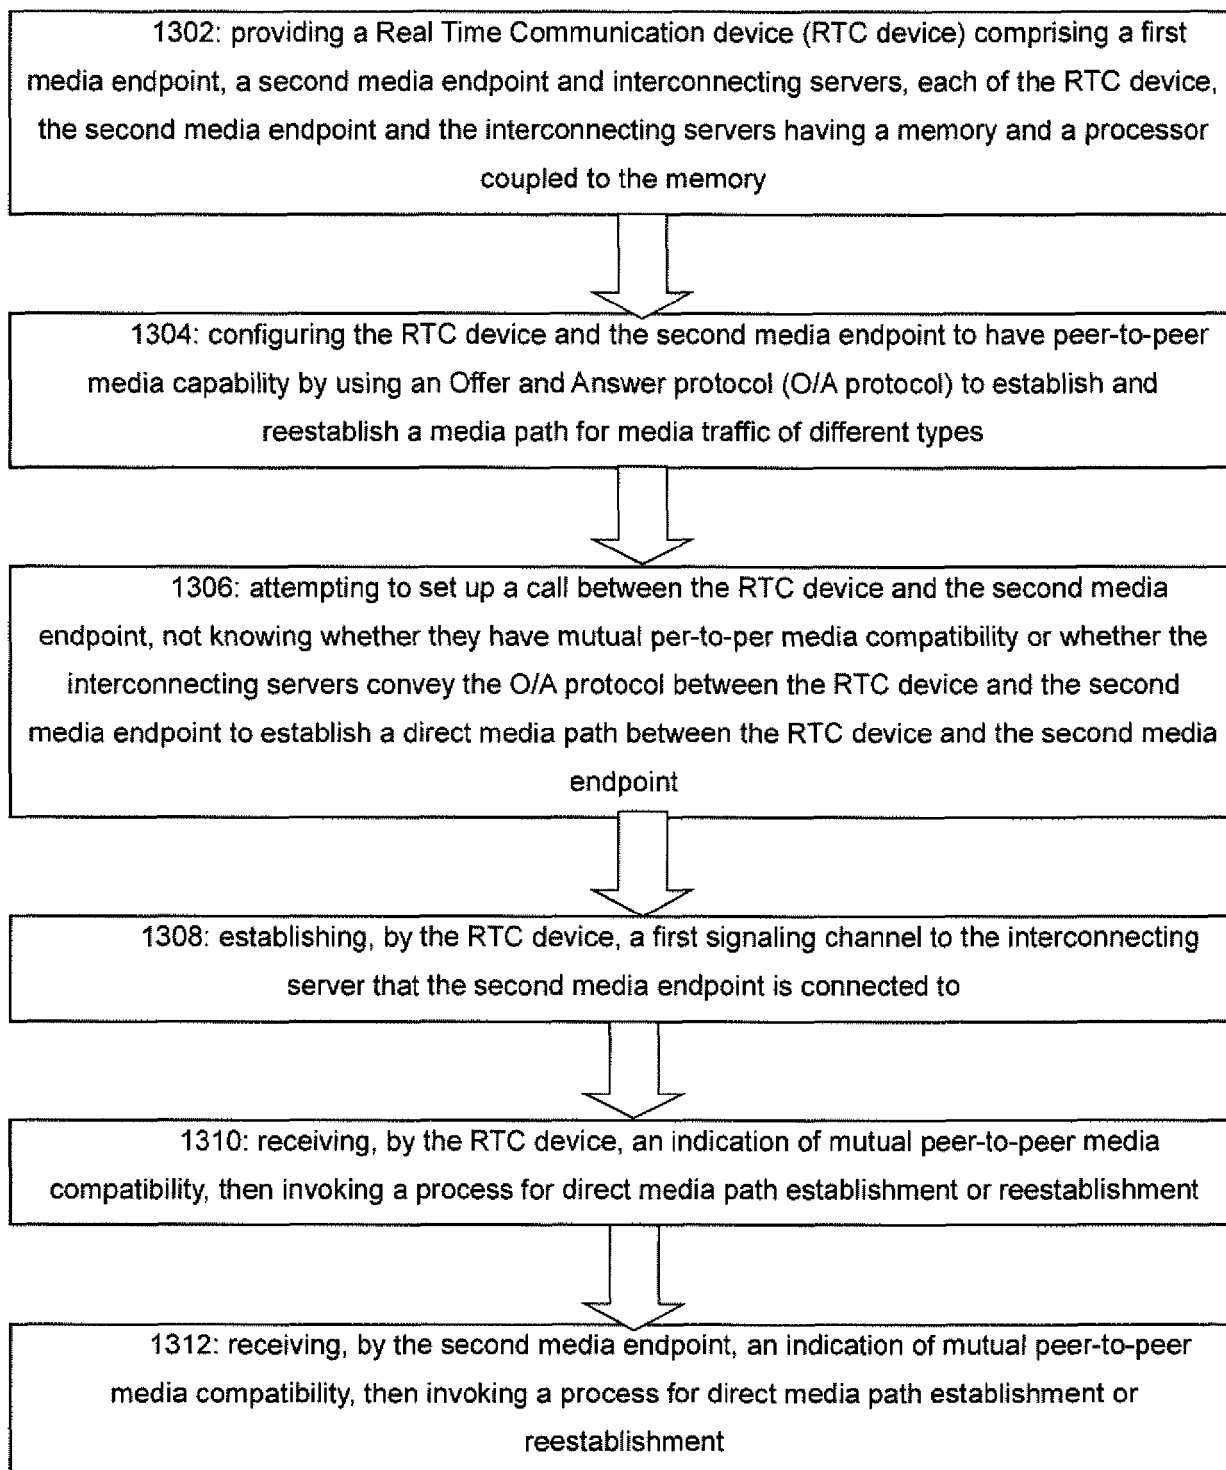 1302: providing a Real Time Communication device (RTC device) comprising a first
media endpoint, a second media endpoint and interconnecting servers, each of the RTC device,
the second media endpoint and the interconnecting servers having a memory and a processor
coupled to the memory
1304: configuring the RTC device and the second media endpoint to have peer-to-peer
media capability by using an Offer and Answer protocol (O/A protocol) to establish and
reestablish a media path for media traffic of different types
1306: attempting to set up a call between the RTC device and the second media
endpoint, not knowing whether they have mutual per-to-per media compatibility or whether the
interconnecting servers convey the O/A protocol between the RTC device and the second
media endpoint to establish a direct media path between the RTC device and the second media
endpoint
1308: establishing, by the RTC device, a first signaling channel to the interconnecting
server that the second media endpoint is connected to
1310: receiving, by the RTC device, an indication of mutual peer-to-peer media
compatibility, then invoking a process for direct media path establishment or reestablishment
1312: receiving, by the second media endpoint, an indication of mutual peer-to-peer
media compatibility, then invoking a process for direct media path establishment or
reestablishment